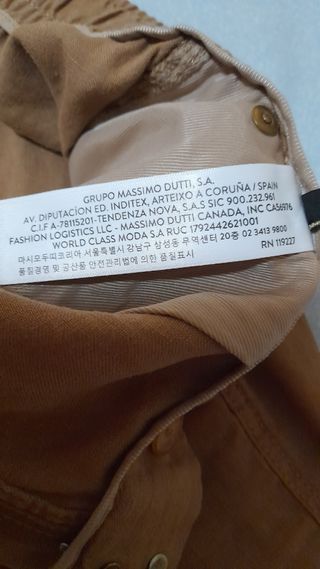 GRUPO MASSIMO DUTTI, S.A.
AV. DIPUTACÌON ED. INDITEX, ARTEIXO A CORUÑA / SPAIN
C.I.F A-78115201-TENDENZA NOVA, S.A.S SIC 900.232.961
FASHION LOGISTICS LLC - MASSIMO DUTTI CANADA, INC CA56976
WORLD CLASS MODA S.A RUC 1792446261001
마시모두띠코리아 서울특별시 강남구 삼성동 무역센터 20층 02 3413 9800
품질경영 및 공산품 안전관리법에 의한 품질표시
RN 119227